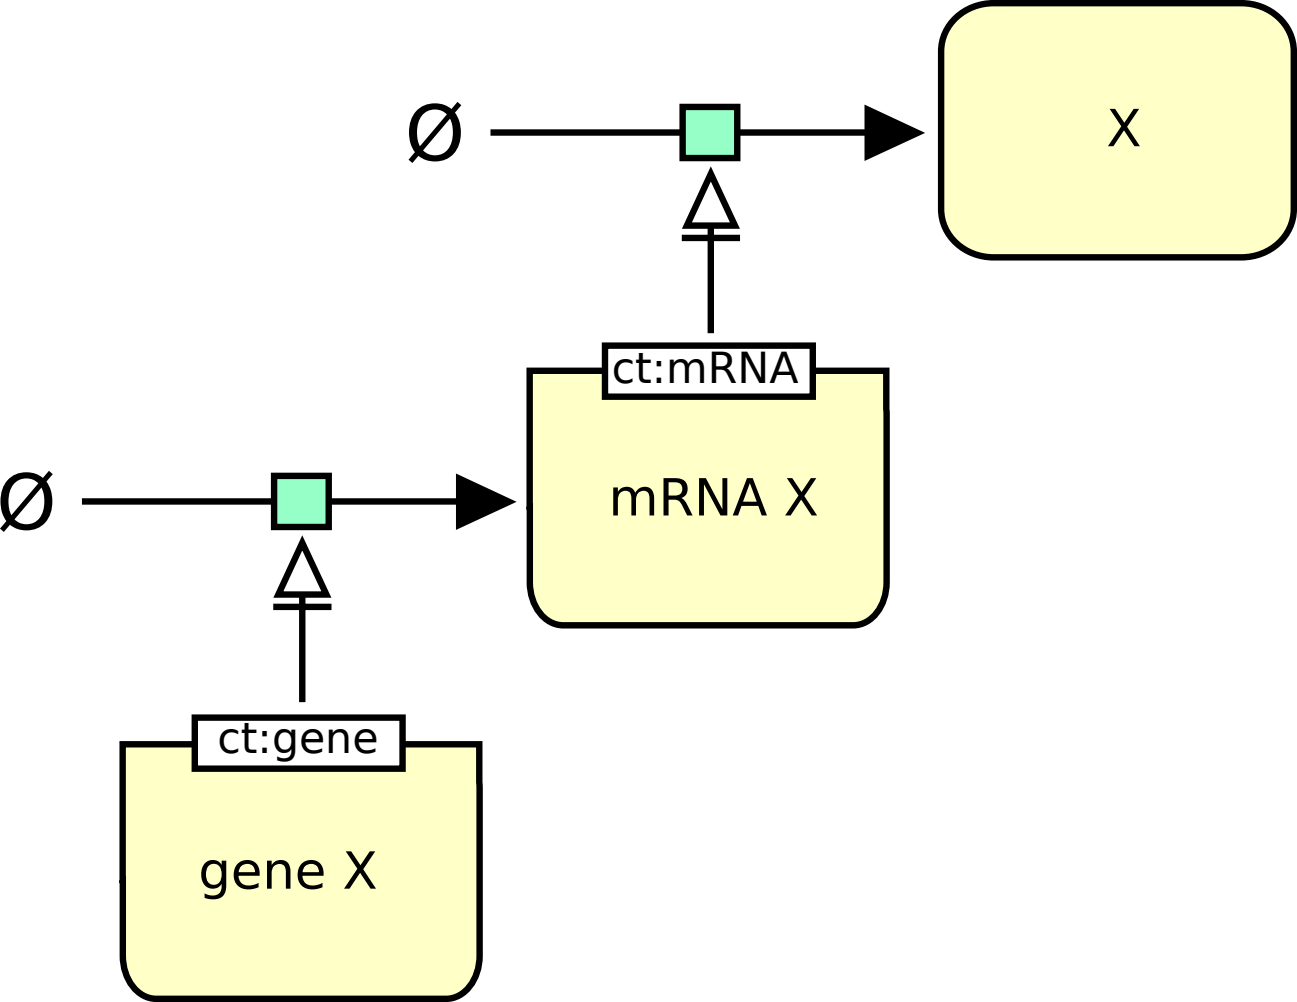 Ø
X
ct:mRNA
mRNA X
Ø
ct:gene
gene X